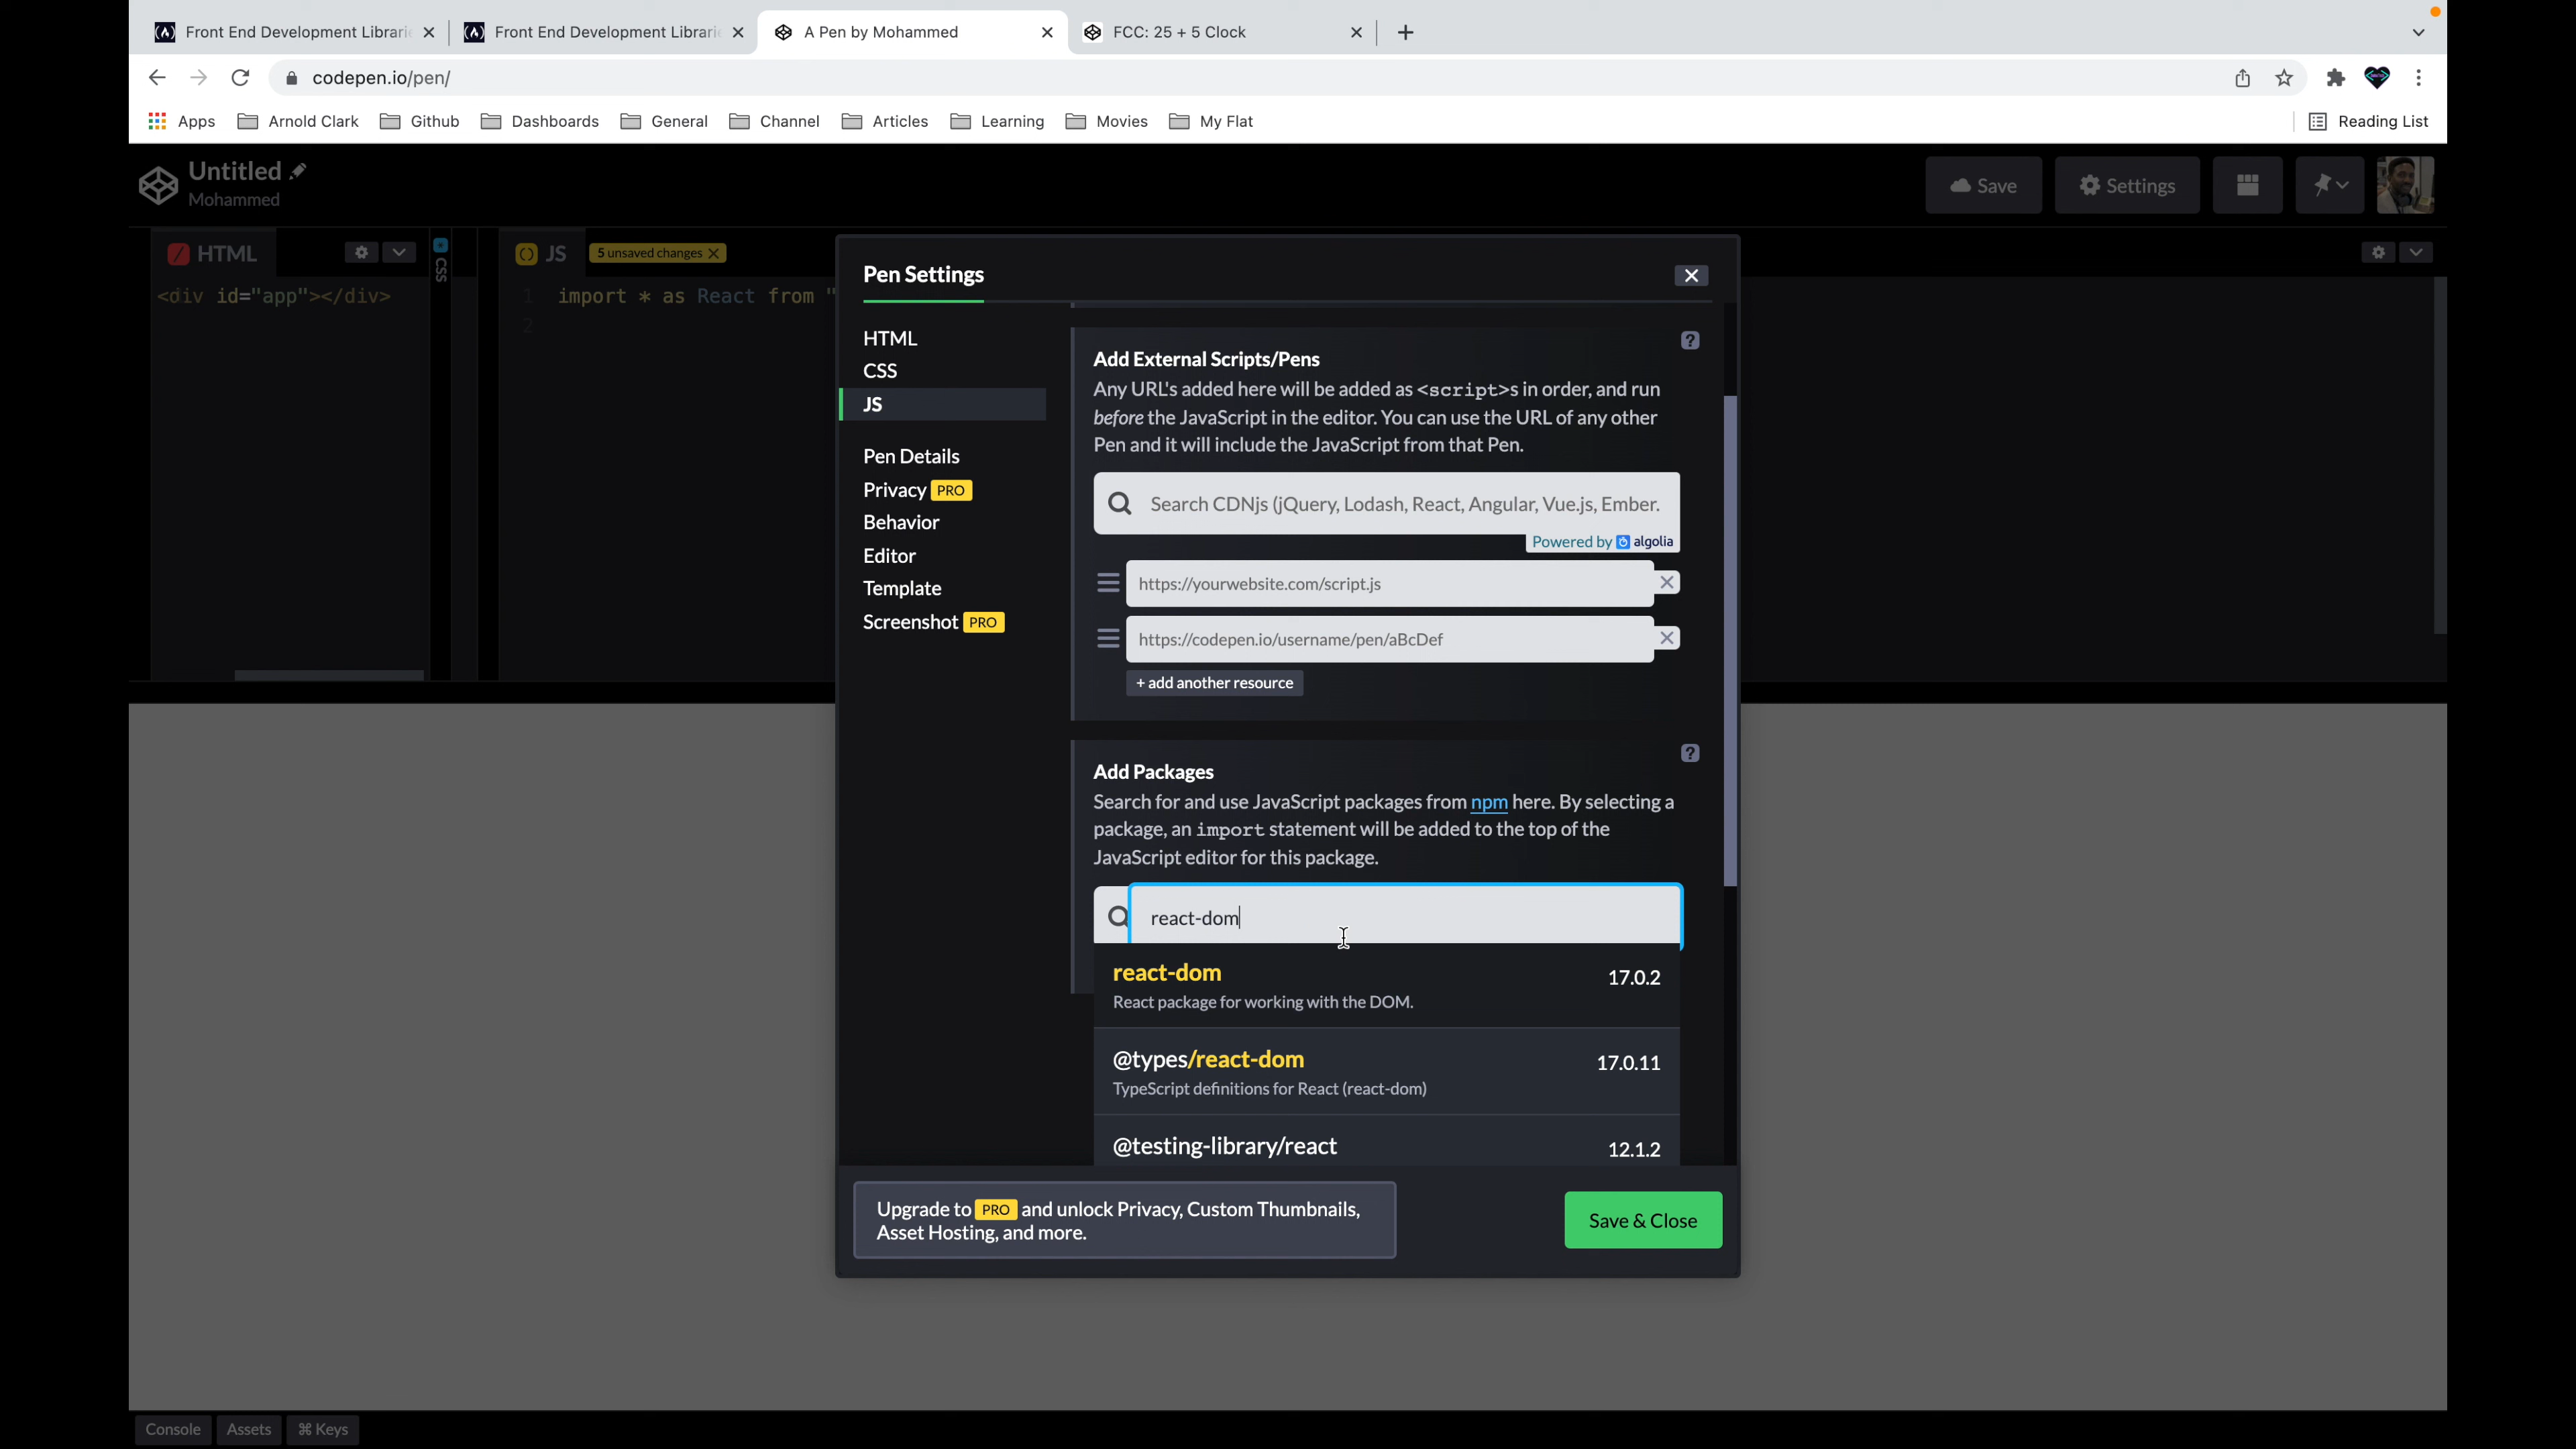 Front End Development Librari
Front End Development Librari
A Pen by Mohammed
FCC: 25 + 5 Clock
codepen.io/pen/
Apps
Arnold Clark
Github
Dashboards
General
Channel
Articles
Learning
Movies
My Flat
Reading List
Untitled
Mohammed
Save
Settings
HTML
CSS
JS
5 unsaved changes
<div id="app"></div>
1 import * as React from "
2
Pen Settings
HTML
CSS
JS
Pen Details
Privacy PRO
Behavior
Editor
Template
Screenshot PRO
Add External Scripts/Pens
?
Any URL's added here will be added as <script>s in order, and run
before the JavaScript in the editor. You can use the URL of any other
Pen and it will include the JavaScript from that Pen.
Search CDNjs (jQuery, Lodash, React, Angular, Vue.js, Ember.
Powered by algolia
https://yourwebsite.com/script.js
https://codepen.io/username/pen/aBcDef
+ add another resource
?
Add Packages
Search for and use JavaScript packages from npm here. By selecting a
package, an import statement will be added to the top of the
JavaScript editor for this package.
react-dom
react-dom 17.0.2
React package for working with the DOM.
@types/react-dom 17.0.11
TypeScript definitions for React (react-dom)
@testing-library/react 12.1.2
Upgrade to PRO and unlock Privacy, Custom Thumbnails,
Asset Hosting, and more.
Save & Close
Console
Assets
⌘ Keys